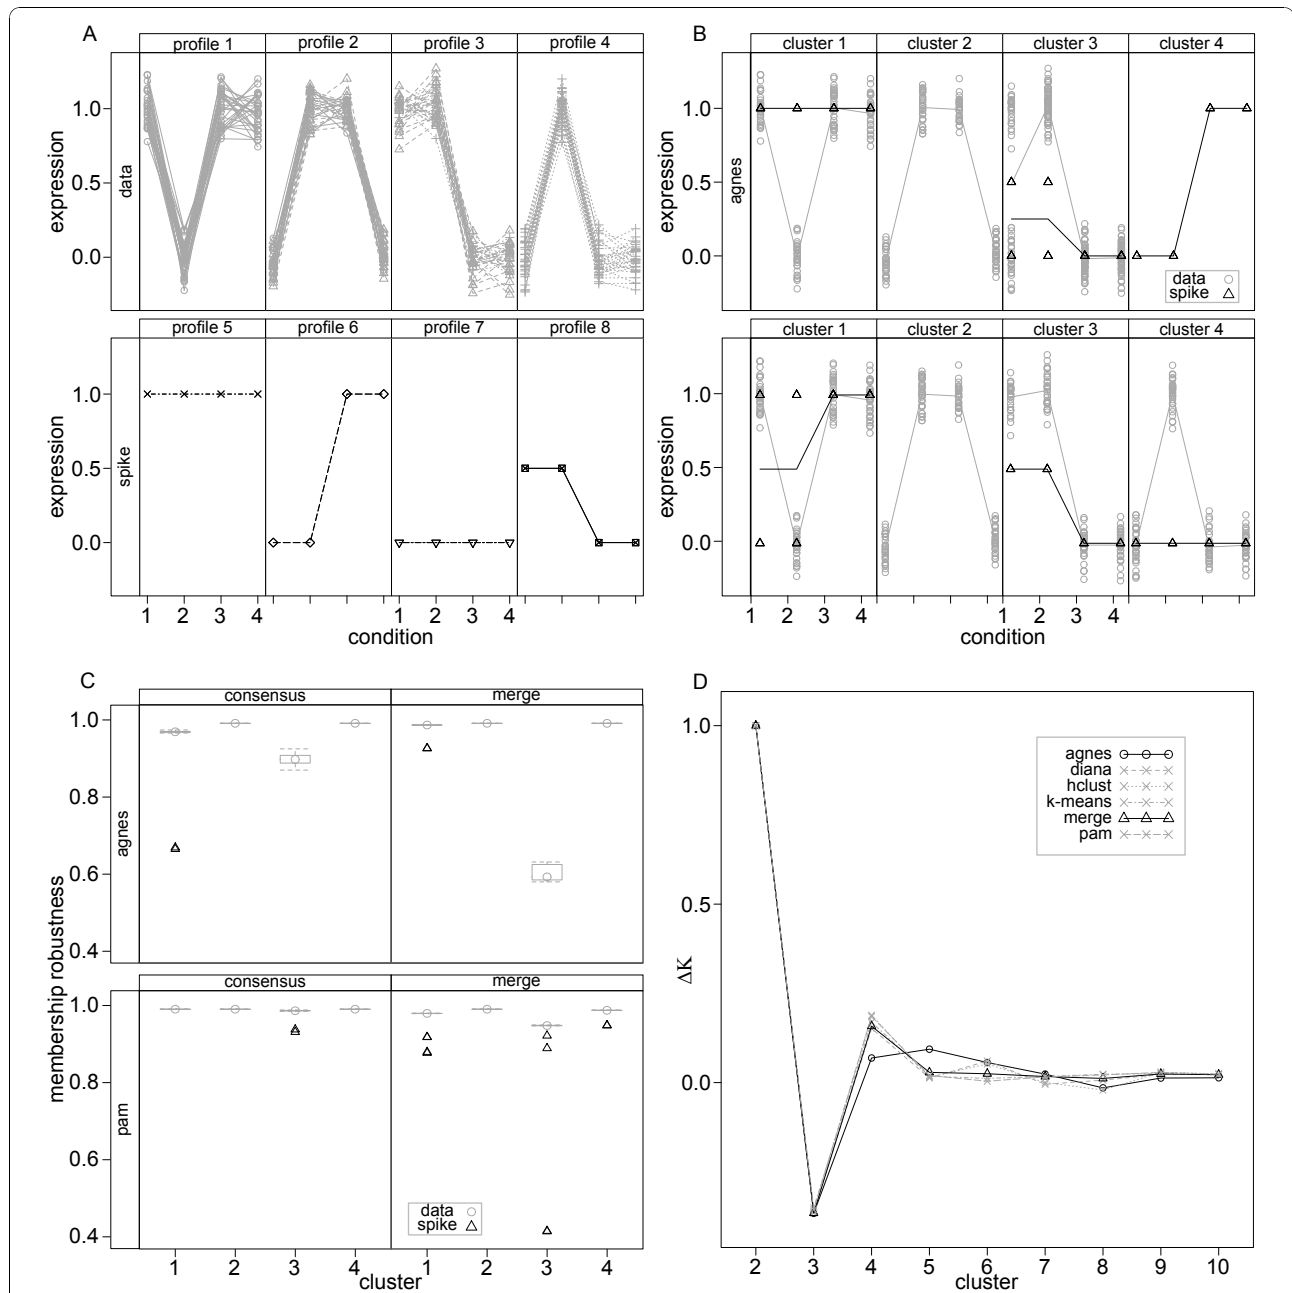 A
profile 1 profile 2 profile 3 profile 4
expression
data
1.0
0.5
0.0
profile 5 profile 6 profile 7 profile 8
expression
spike
1.0
0.5
0.0
1 2 3 4 1 2 3 4
condition
B
cluster 1 cluster 2 cluster 3 cluster 4
expression
agnes
1.0
0.5
0.0
data
spike
cluster 1 cluster 2 cluster 3 cluster 4
expression
1.0
0.5
0.0
1 2 3 4 1 2 3 4
condition
C
consensus merge
membership robustness
agnes
1.0
0.8
0.6
0.4
consensus merge
pam
1.0
0.8
0.6
0.4
data
spike
1 2 3 4 1 2 3 4
cluster
D
ΔK
1.0
0.5
0.0
agnes
diana
hclust
k-means
merge
pam
2 3 4 5 6 7 8 9 10
cluster